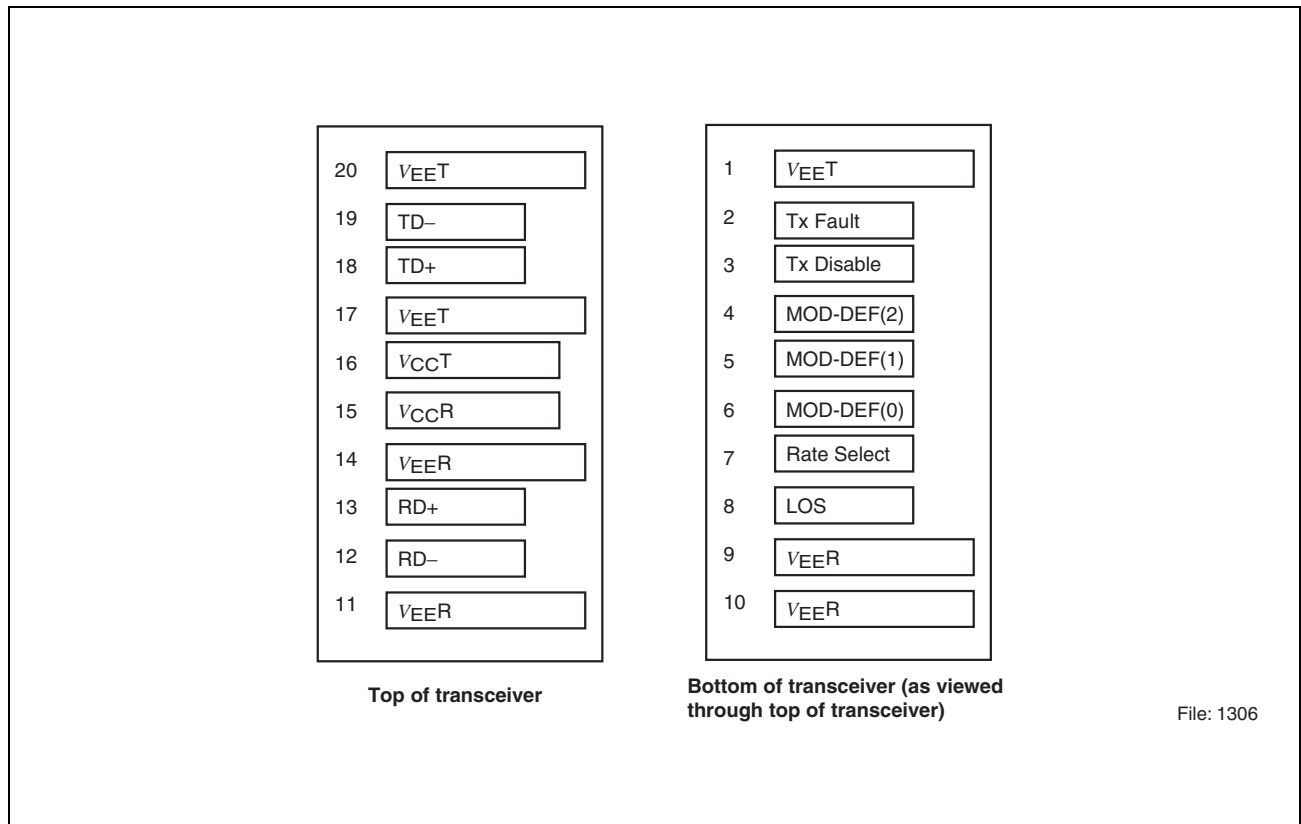 20 VEET
19 TD–
18 TD+
17 VEET
16 VCCT
15 VCCR
14 VEER
13 RD+
12 RD–
11 VEER
Top of transceiver
1 VEET
2 Tx Fault
3 Tx Disable
4 MOD-DEF(2)
5 MOD-DEF(1)
6 MOD-DEF(0)
7 Rate Select
8 LOS
9 VEER
10 VEER
Bottom of transceiver (as viewed
through top of transceiver)
File: 1306